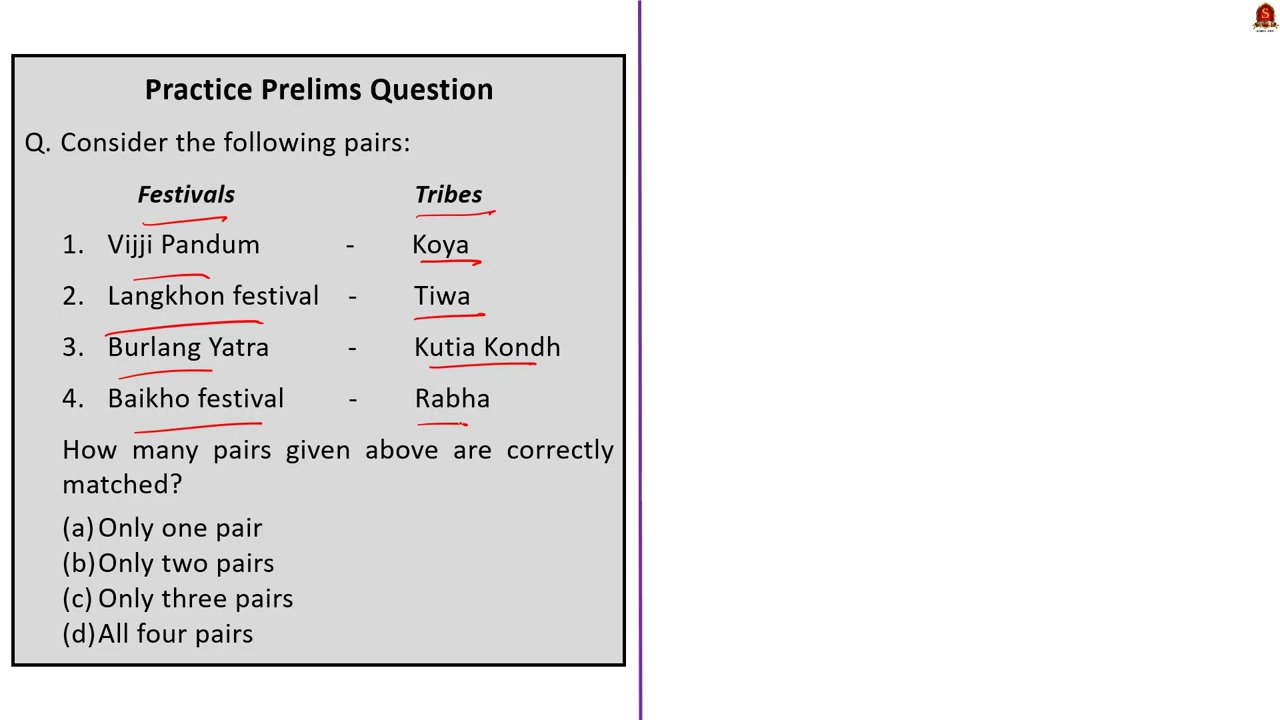 Practice Prelims Question
Q. Consider the following pairs:
Festivals Tribes
1. Vijji Pandum - Koya
2. Langkhon festival - Tiwa
3. Burlang Yatra - Kutia Kondh
4. Baikho festival - Rabha
How many pairs given above are correctly
matched?
(a) Only one pair
(b) Only two pairs
(c) Only three pairs
(d) All four pairs
S